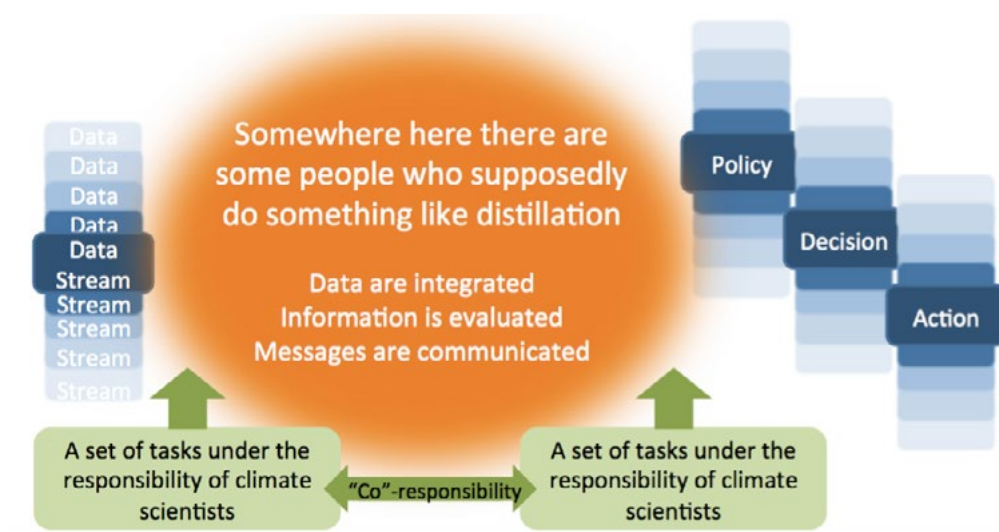 Data
Data
Data
Data
Data
Stream
Stream
Stream
Stream
Stream
Somewhere here there are
some people who supposedly
do something like distillation
Data are integrated
Information is evaluated
Messages are communicated
Policy
Decision
Action
A set of tasks under the
responsibility of climate
scientists
"Co"-responsibility
A set of tasks under the
responsibility of climate
scientists